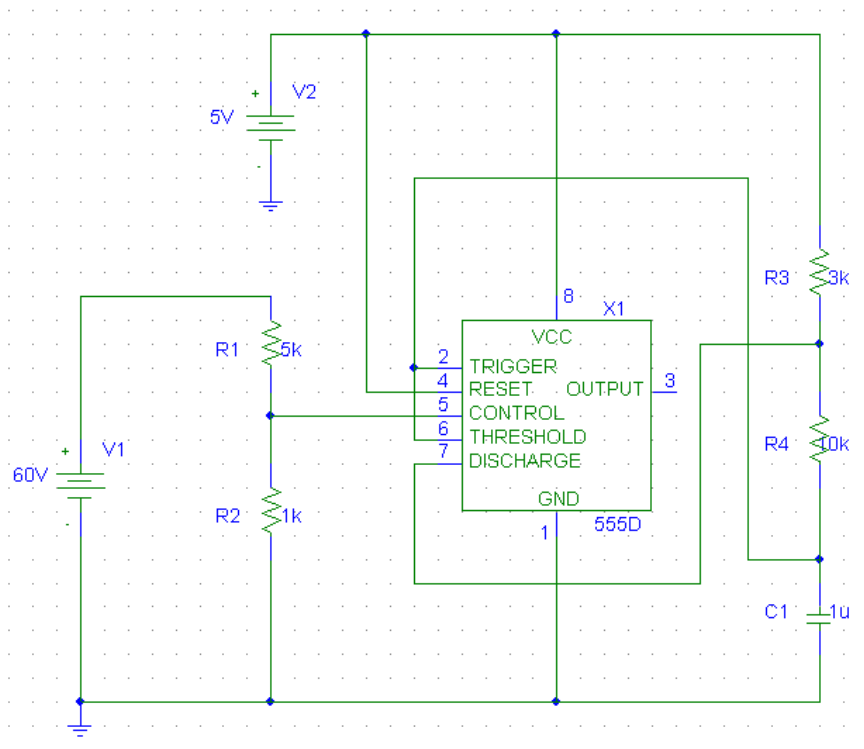 + V2
5V
-
R3 3k
8
X1
VCC
R1 5k
2 TRIGGER
4 RESET OUTPUT 3
5 CONTROL
6 THRESHOLD
7 DISCHARGE
R4 10k
+ V1
60V
-
GND
R2 1k
1 555D
C1 1u